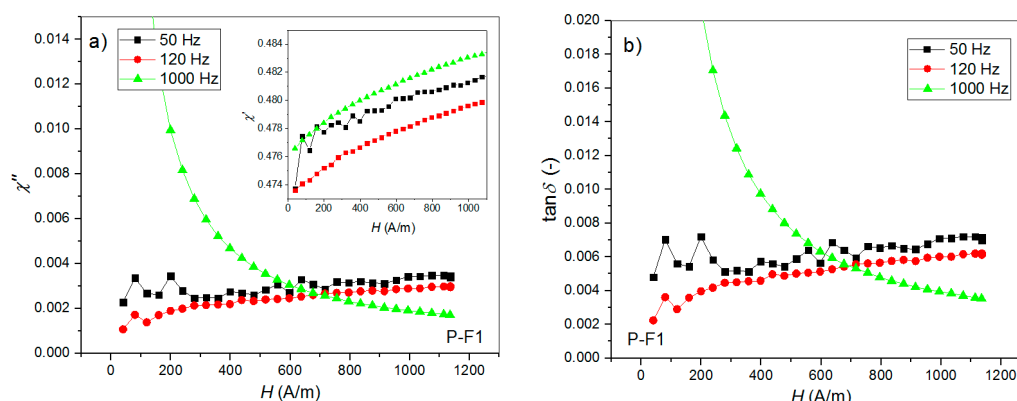 a)
50 Hz
120 Hz
1000 Hz
χ''
0.014
0.012
0.010
0.008
0.006
0.004
0.002
0.000
0 200 400 600 800 1000 1200
H (A/m)
P-F1
χ'
0.484
0.482
0.480
0.478
0.476
0.474
0 200 400 600 800 1000
H (A/m)
b)
50 Hz
120 Hz
1000 Hz
tanδ (-)
0.020
0.018
0.016
0.014
0.012
0.010
0.008
0.006
0.004
0.002
0.000
0 200 400 600 800 1000 1200
H (A/m)
P-F1